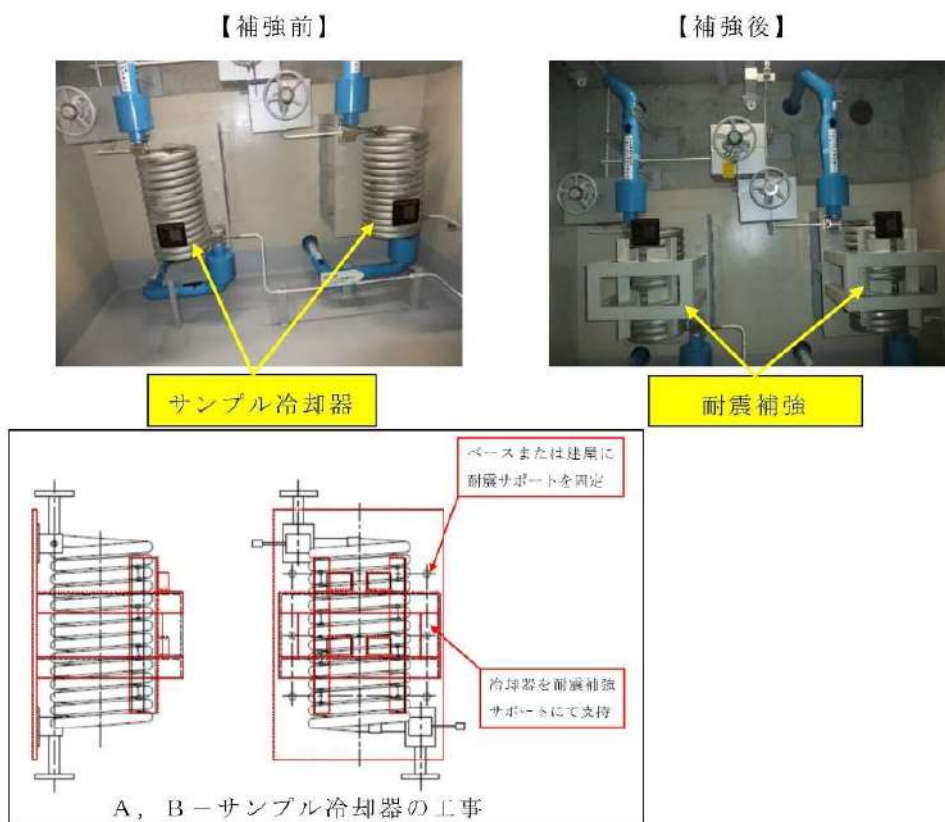 【補強前】
【補強後】
サンプル冷却器
耐震補強
ベースまたは建屋に
耐震サポートを固定
冷却器を耐震補強
サポートにて支持
A，B－サンプル冷却器の工事